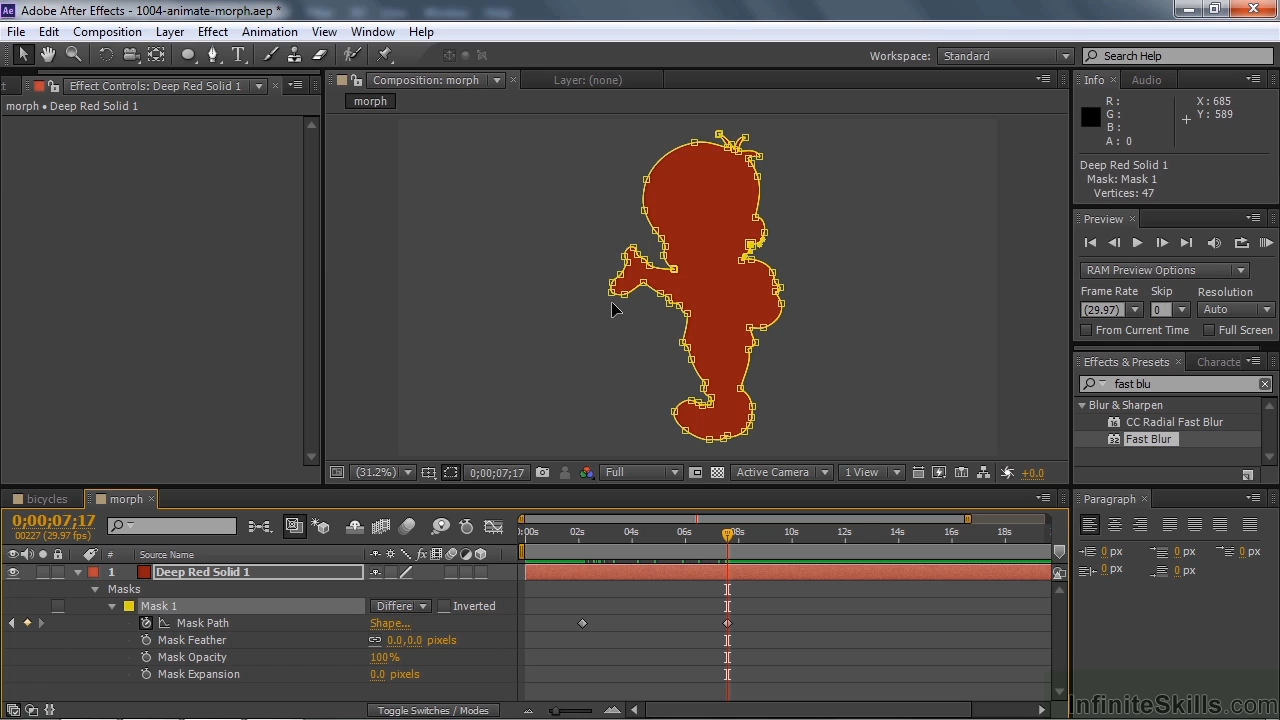 Adobe After Effects - 1004-animate-morph.aep *
File Edit Composition Layer Effect Animation View Window Help
Workspace: Standard Search Help
Effect Controls: Deep Red Solid 1
morph • Deep Red Solid 1
Composition: morph Layer: (none)
morph
Info Audio
R:
G:
B:
A: 0
X: 685
Y: 589
Deep Red Solid 1
Mask: Mask 1
Vertices: 47
Preview
RAM Preview Options
Frame Rate Skip Resolution
(29.97) 0 Auto
From Current Time Full Screen
Effects & Presets Characte
fast blu
Blur & Sharpen
CC Radial Fast Blur
Fast Blur
(31.2%) 0;00;07;17 Full Active Camera 1 View +0.0
bicycles morph
0;00;07;17
00227 (29.97 fps)
:00s 02s 04s 06s 08s 10s 12s 14s 16s 18s
# Source Name
1 Deep Red Solid 1
Masks
Mask 1 Differe Inverted
Mask Path Shape...
Mask Feather 0.0,0.0 pixels
Mask Opacity 100%
Mask Expansion 0.0 pixels
Toggle Switches / Modes
Paragraph
0 px 0 px 0 px
0 px 0 px
InfiniteSkills.com